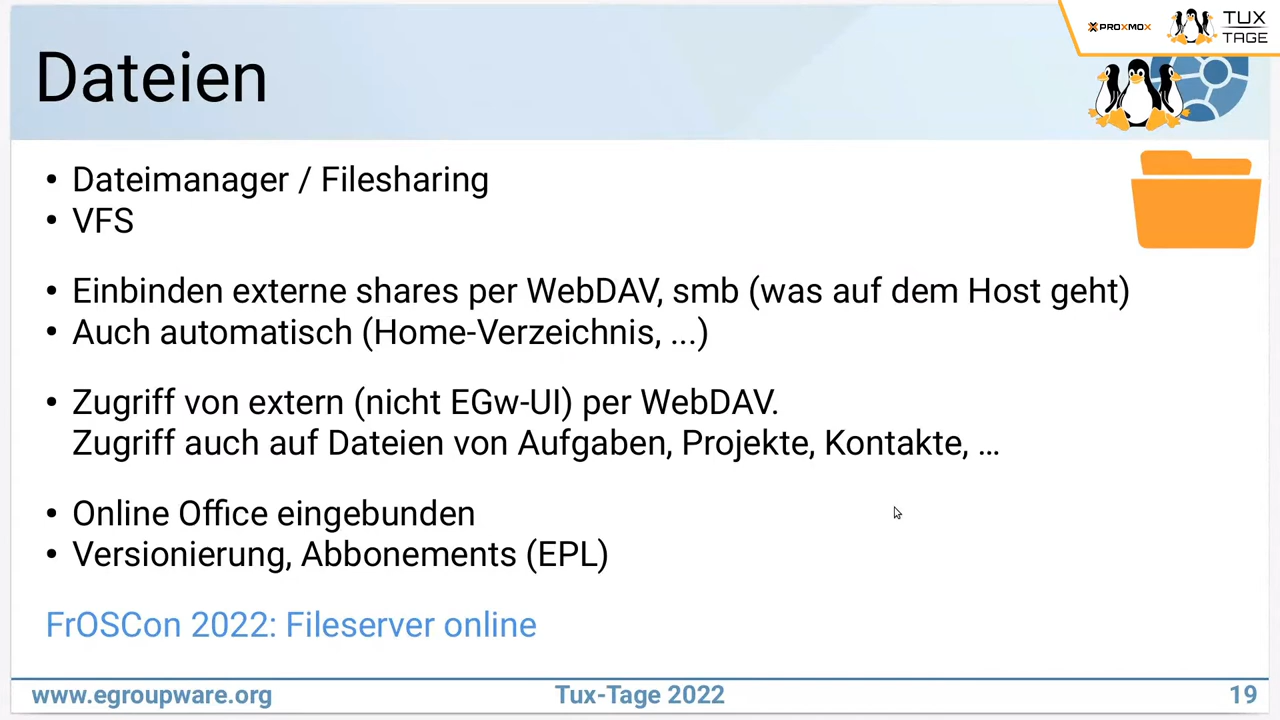 PROXMOX
TUX
TAGE
Dateien
• Dateimanager / Filesharing
• VFS
• Einbinden externe shares per WebDAV, smb (was auf dem Host geht)
• Auch automatisch (Home-Verzeichnis, ...)
• Zugriff von extern (nicht EGw-UI) per WebDAV.
Zugriff auch auf Dateien von Aufgaben, Projekte, Kontakte, …
• Online Office eingebunden
• Versionierung, Abbonements (EPL)
FrOSCon 2022: Fileserver online
www.egroupware.org
Tux-Tage 2022
19